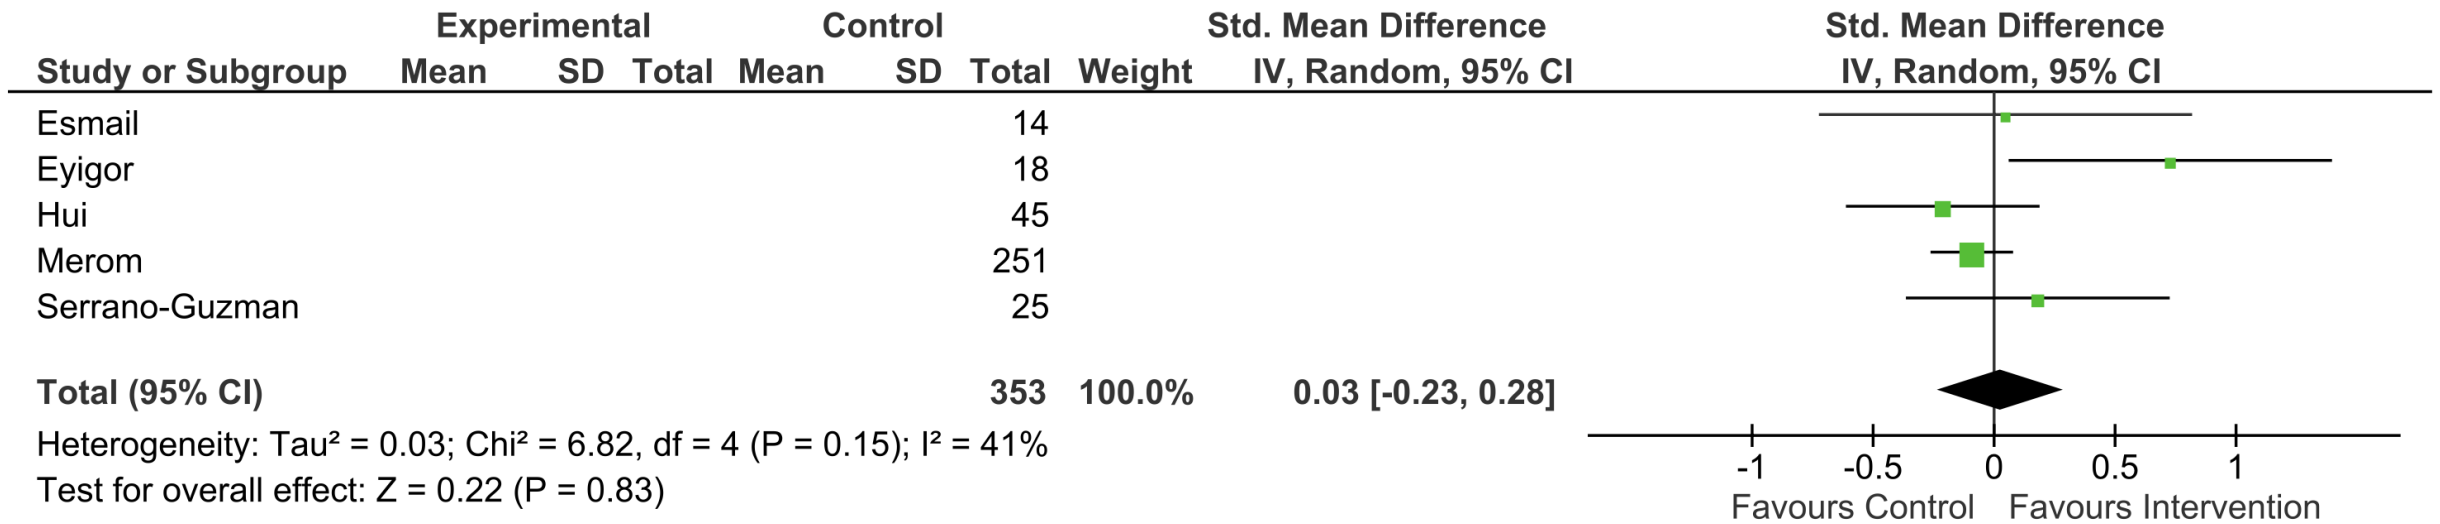 Experimental Control Std. Mean Difference Std. Mean Difference
Study or Subgroup Mean SD Total Mean SD Total Weight IV, Random, 95% CI IV, Random, 95% CI
Esmail 14
Eyigor 18
Hui 45
Merom 251
Serrano-Guzman 25
Total (95% CI) 353 100.0% 0.03 [-0.23, 0.28]
Heterogeneity: Tau² = 0.03; Chi² = 6.82, df = 4 (P = 0.15); I² = 41%
Test for overall effect: Z = 0.22 (P = 0.83)
-1 -0.5 0 0.5 1
Favours Control Favours Intervention